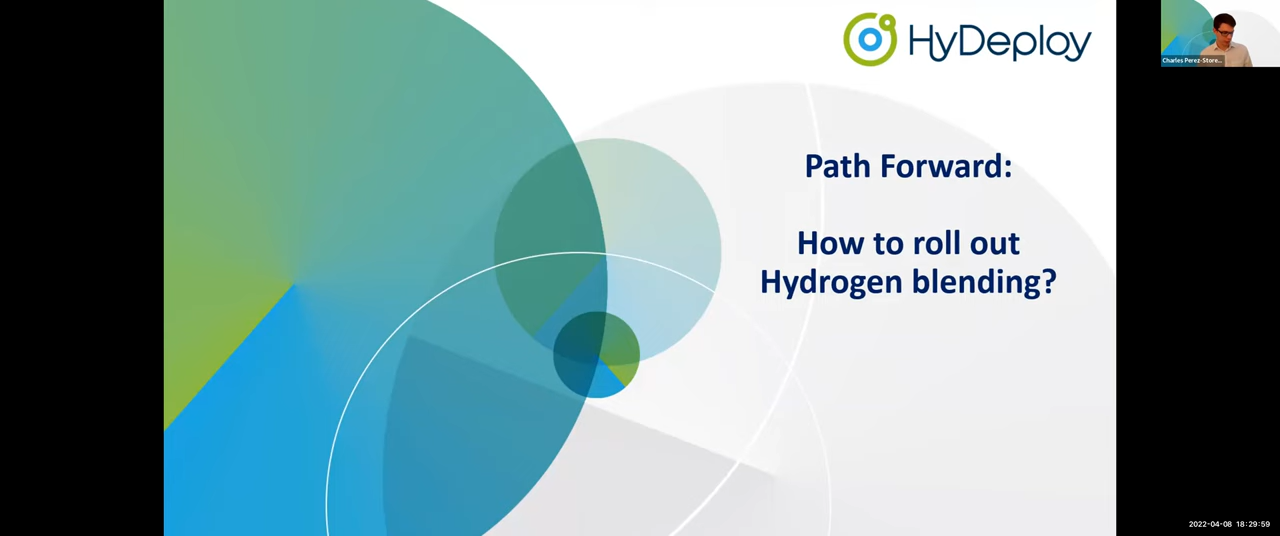 HyDeploy
Charles Perez-Store...
Path Forward:
How to roll out
Hydrogen blending?
2022-04-08 18:29:59